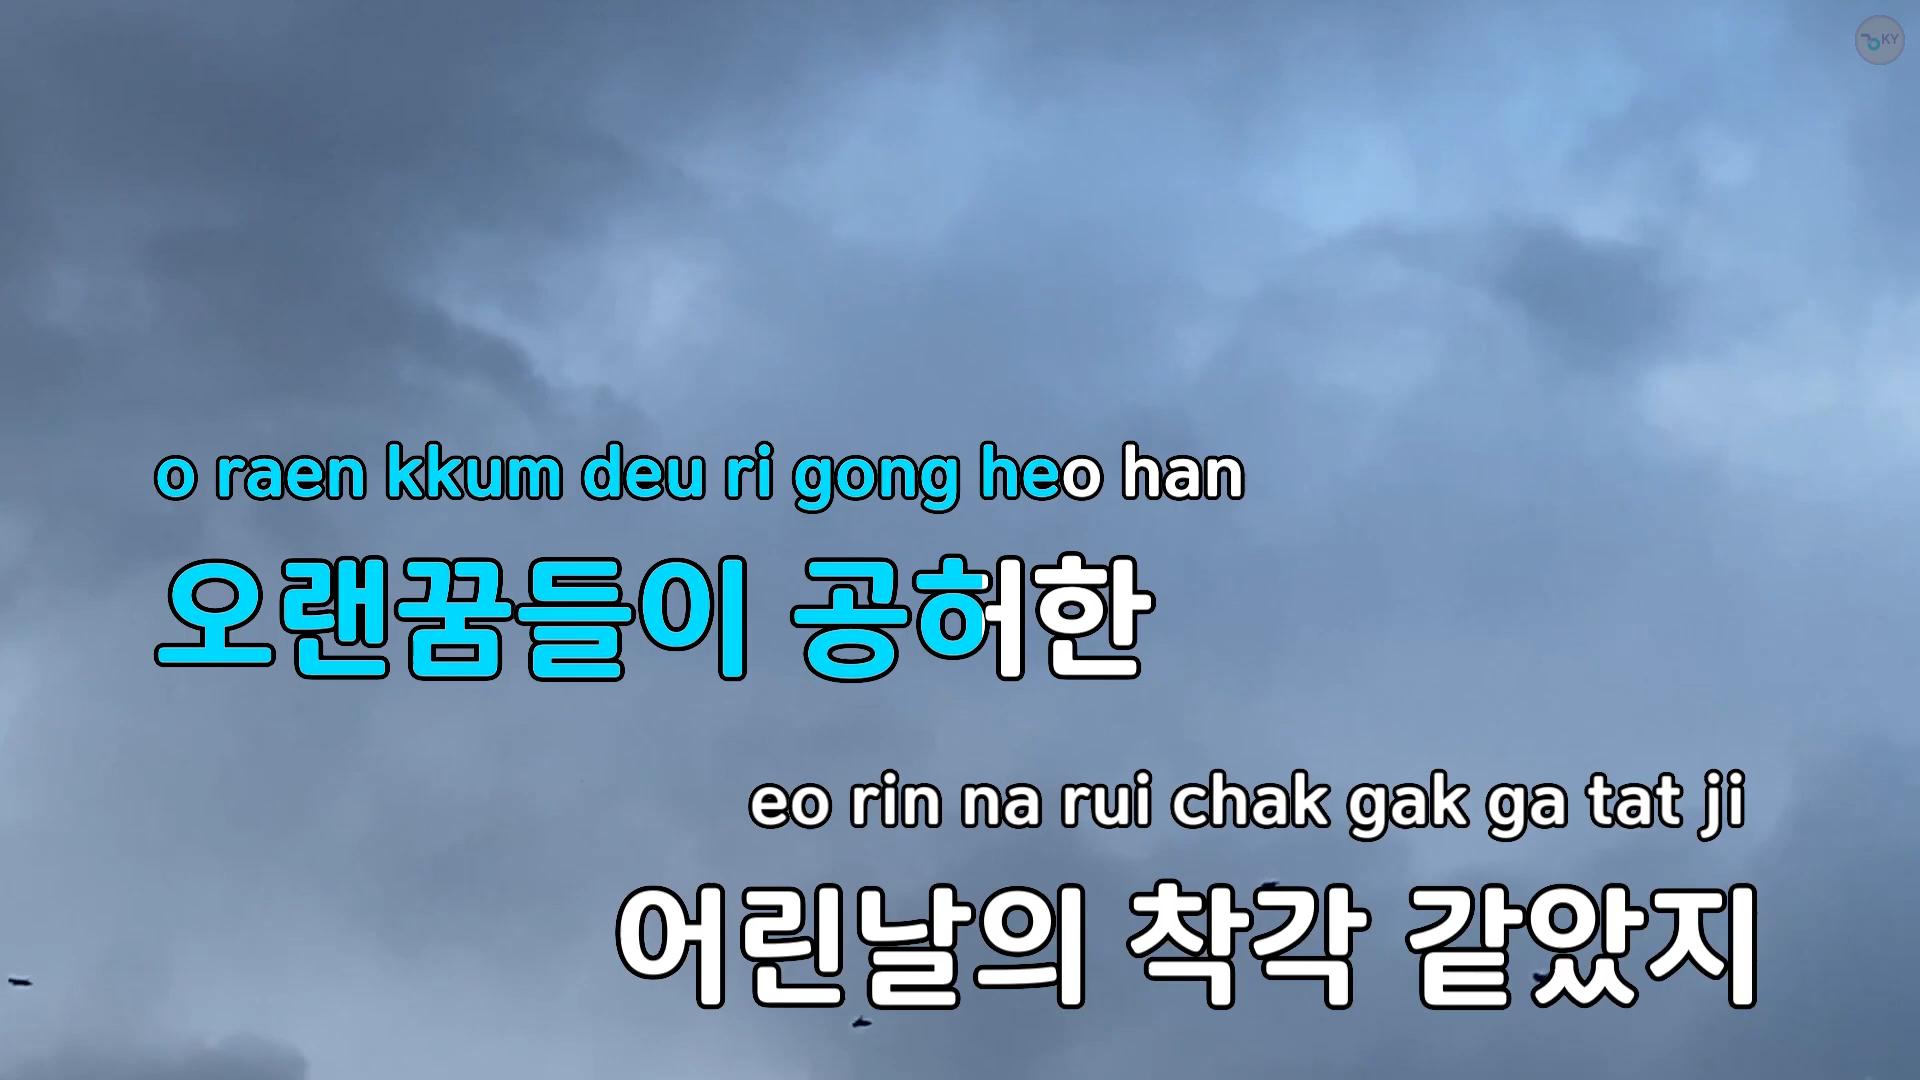 KY
o raen kkum deu ri gong heo han
오랜꿈들이 공허한
eo rin na rui chak gak ga tat ji
어린날의 착각 같았지